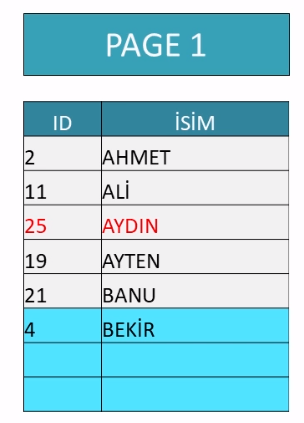 PAGE 1
ID İSİM
2 AHMET
11 ALİ
25 AYDIN
19 AYTEN
21 BANU
4 BEKİR